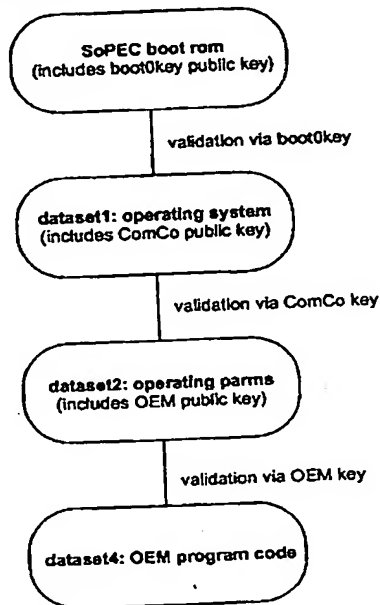 SoPEC boot rom
(includes boot0key public key)
validation via boot0key
dataset1: operating system
(includes ComCo public key)
validation via ComCo key
dataset2: operating parms
(includes OEM public key)
validation via OEM key
dataset4: OEM program code